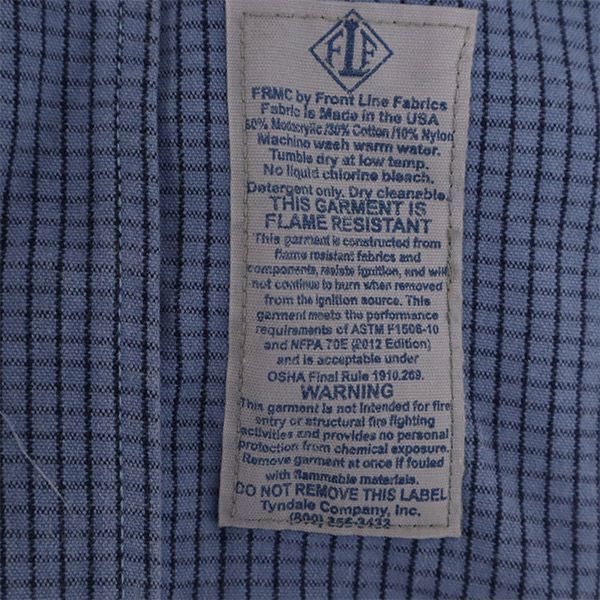 FLF
FRMC by Front Line Fabrics
Fabric is Made in the USA
60% Modacrylic /30% Cotton /10% Nylon
Machine wash warm water.
Tumble dry at low temp.
No liquid chlorine bleach.
Detergent only. Dry cleanable.
THIS GARMENT IS
FLAME RESISTANT
This garment is constructed from
flame resistant fabrics and
components, resists ignition, and will
not continue to burn when removed
from the ignition source. This
garment meets the performance
requirements of ASTM F1506-10
and NFPA 70E (2012 Edition)
and is acceptable under
OSHA Final Rule 1910.269.
WARNING
This garment is not intended for fire
entry or structural fire fighting
activities and provides no personal
protection from chemical exposure.
Remove garment at once if fouled
with flammable materials.
DO NOT REMOVE THIS LABEL
Tyndale Company, Inc.
(800) 356-3433